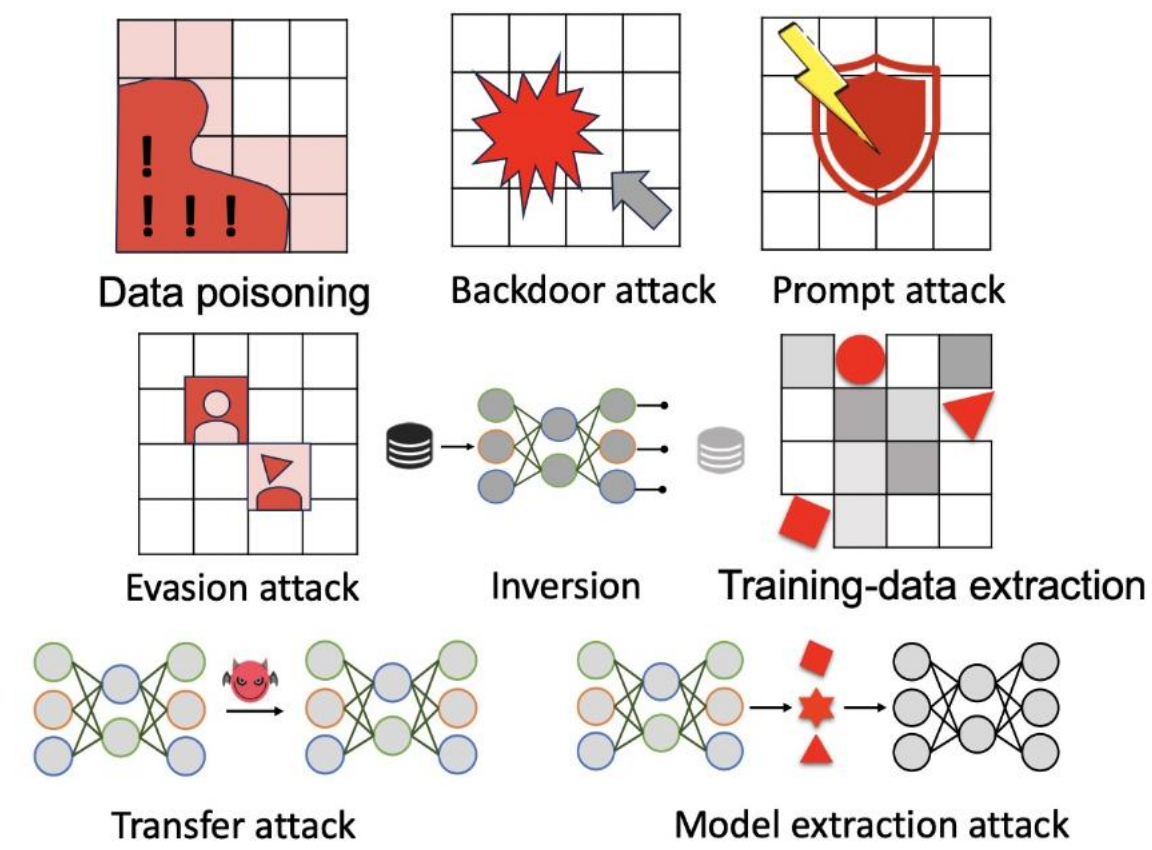 ! 
! ! !
Data poisoning
Backdoor attack
Prompt attack
Evasion attack
Inversion
Training-data extraction
Transfer attack
Model extraction attack